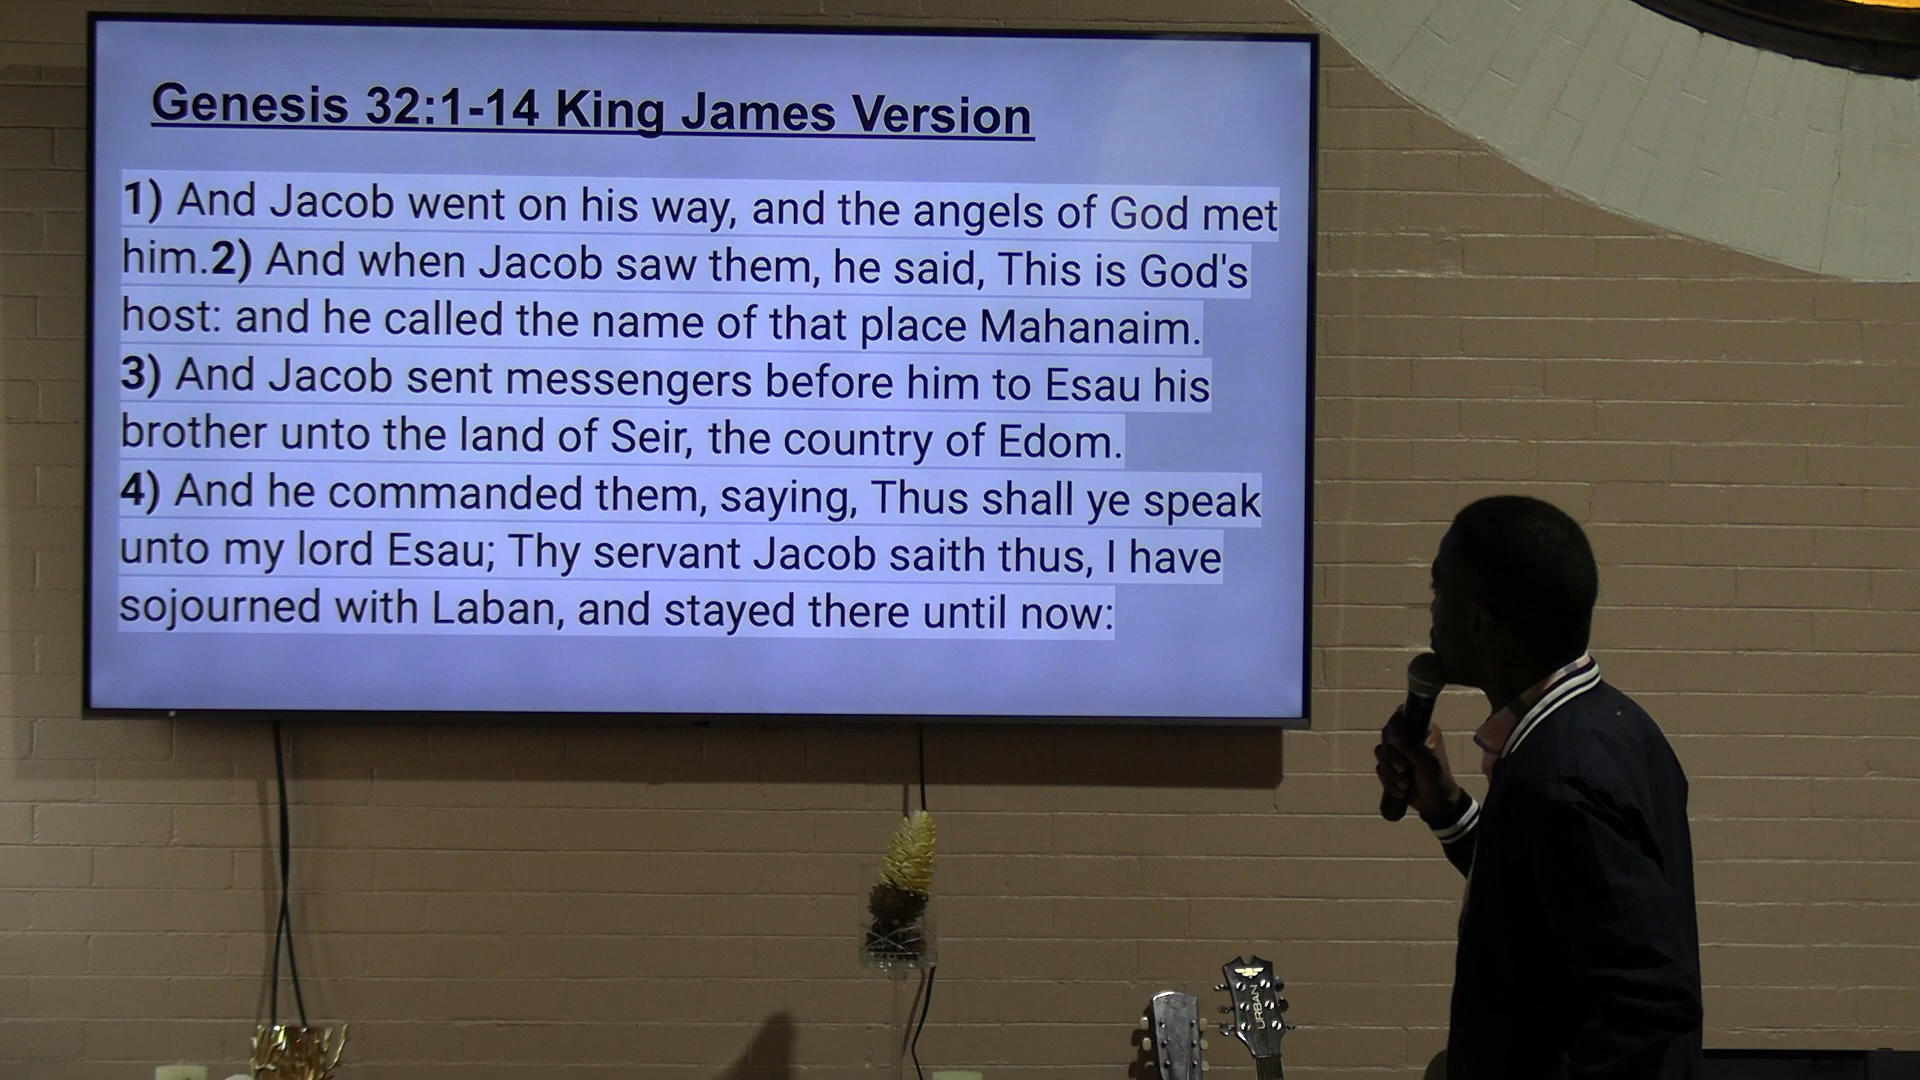 Genesis 32:1-14 King James Version
1) And Jacob went on his way, and the angels of God met
him.2) And when Jacob saw them, he said, This is God's
host: and he called the name of that place Mahanaim.
3) And Jacob sent messengers before him to Esau his
brother unto the land of Seir, the country of Edom.
4) And he commanded them, saying, Thus shall ye speak
unto my lord Esau; Thy servant Jacob saith thus, I have
sojourned with Laban, and stayed there until now:
URBAN